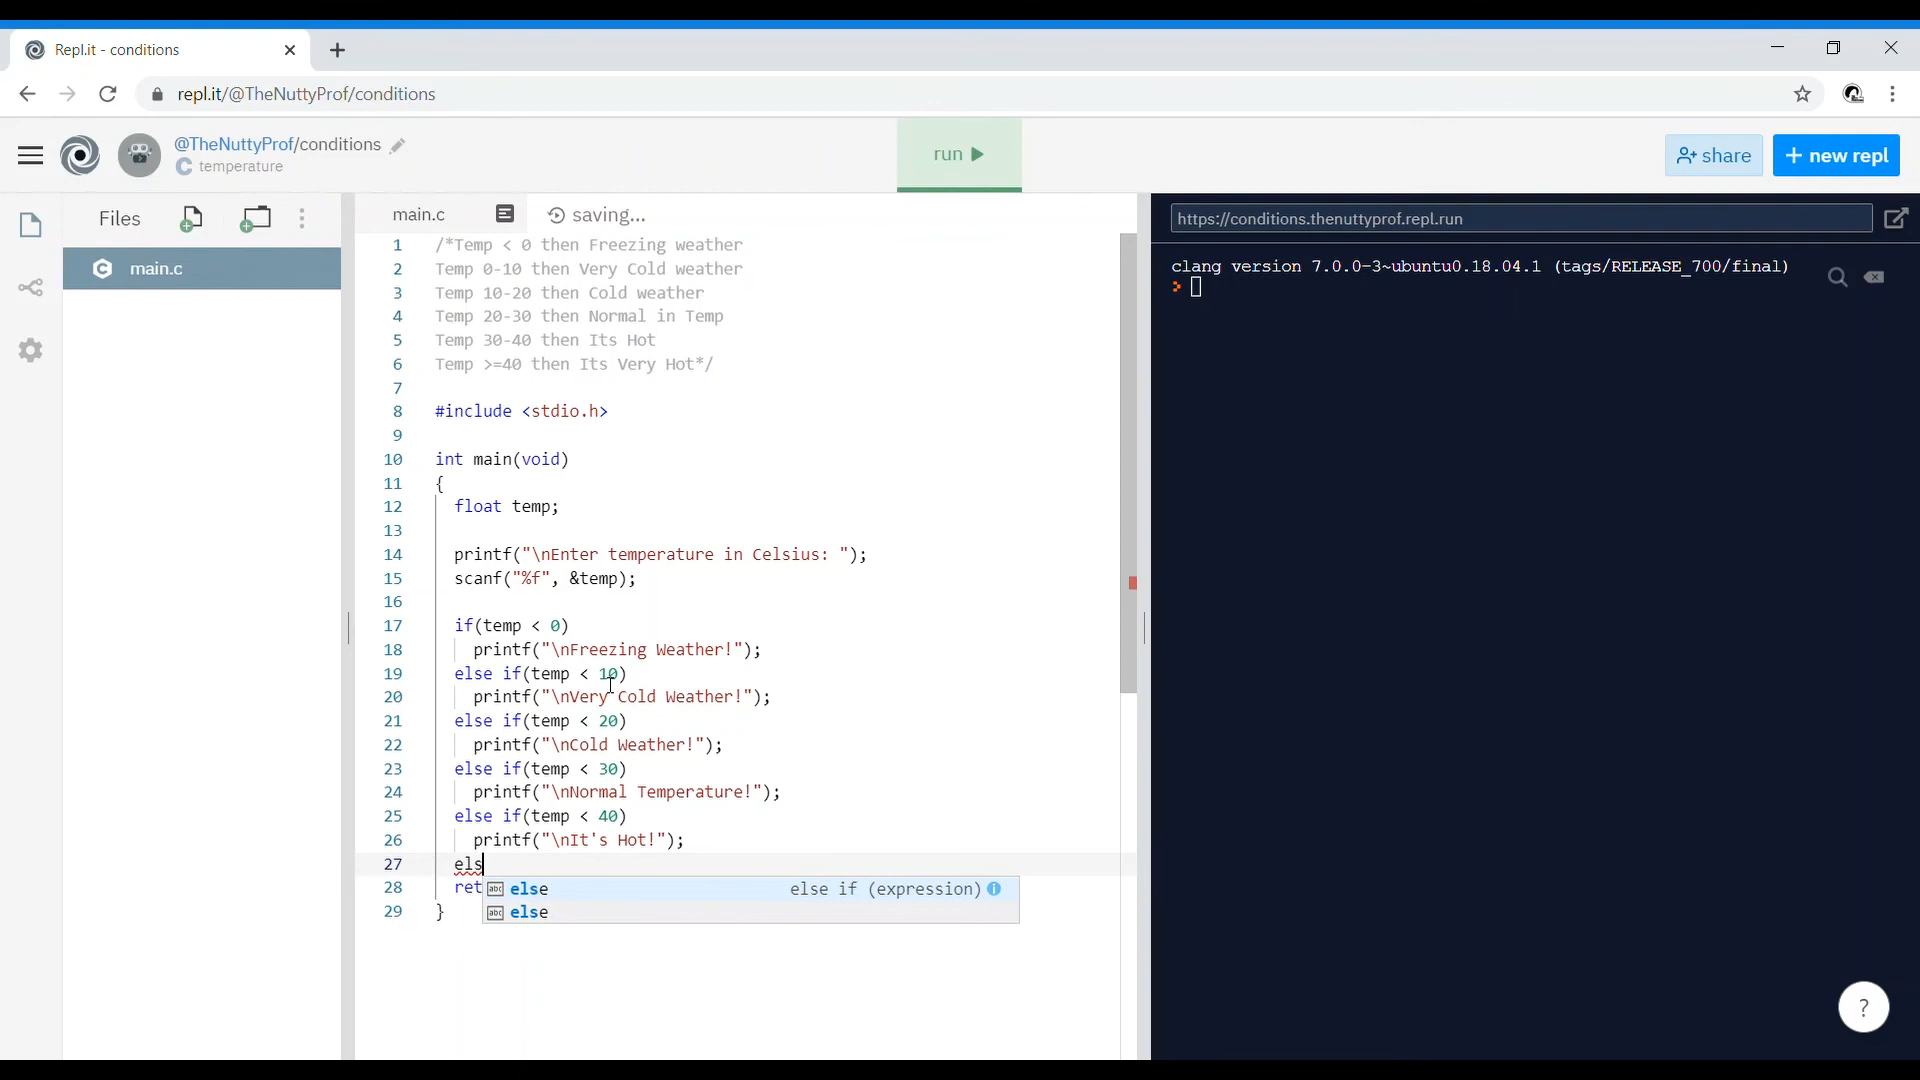 Repl.it - conditions
repl.it/@TheNuttyProf/conditions
@TheNuttyProf/conditions
C temperature
run
share
+ new repl
Files
main.c
main.c
saving...
https://conditions.thenuttyprof.repl.run
clang version 7.0.0-3~ubuntu0.18.04.1 (tags/RELEASE_700/final)
>
1 /*Temp < 0 then Freezing weather
2 Temp 0-10 then Very Cold weather
3 Temp 10-20 then Cold weather
4 Temp 20-30 then Normal in Temp
5 Temp 30-40 then Its Hot
6 Temp >=40 then Its Very Hot*/
7
8 #include <stdio.h>
9
10 int main(void)
11 {
12 float temp;
13
14 printf("\nEnter temperature in Celsius: ");
15 scanf("%f", &temp);
16
17 if(temp < 0)
18 printf("\nFreezing Weather!");
19 else if(temp < 10)
20 printf("\nVery Cold Weather!");
21 else if(temp < 20)
22 printf("\nCold Weather!");
23 else if(temp < 30)
24 printf("\nNormal Temperature!");
25 else if(temp < 40)
26 printf("\nIt's Hot!");
27 els
28 ret
abc else else if (expression)
abc else
29 }
?